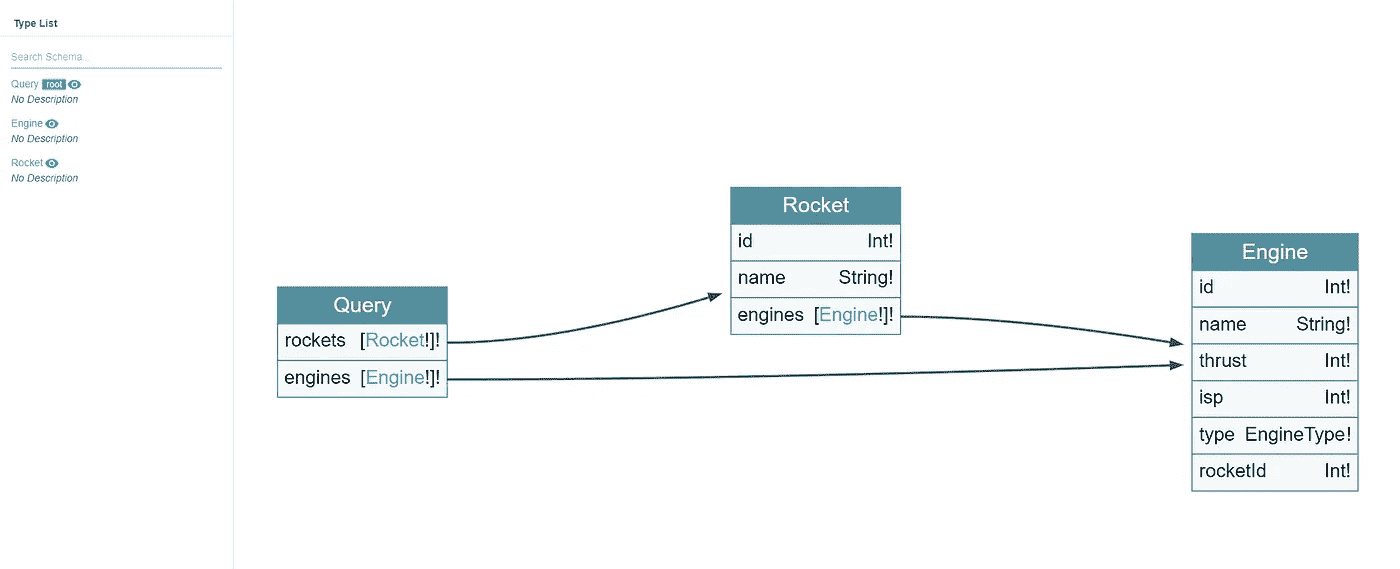 Type List
Search Schema...
Query root
No Description
Engine
No Description
Rocket
No Description
Query
rockets [Rocket!]!
engines [Engine!]!
Rocket
id Int!
name String!
engines [Engine!]!
Engine
id Int!
name String!
thrust Int!
isp Int!
type EngineType!
rocketId Int!